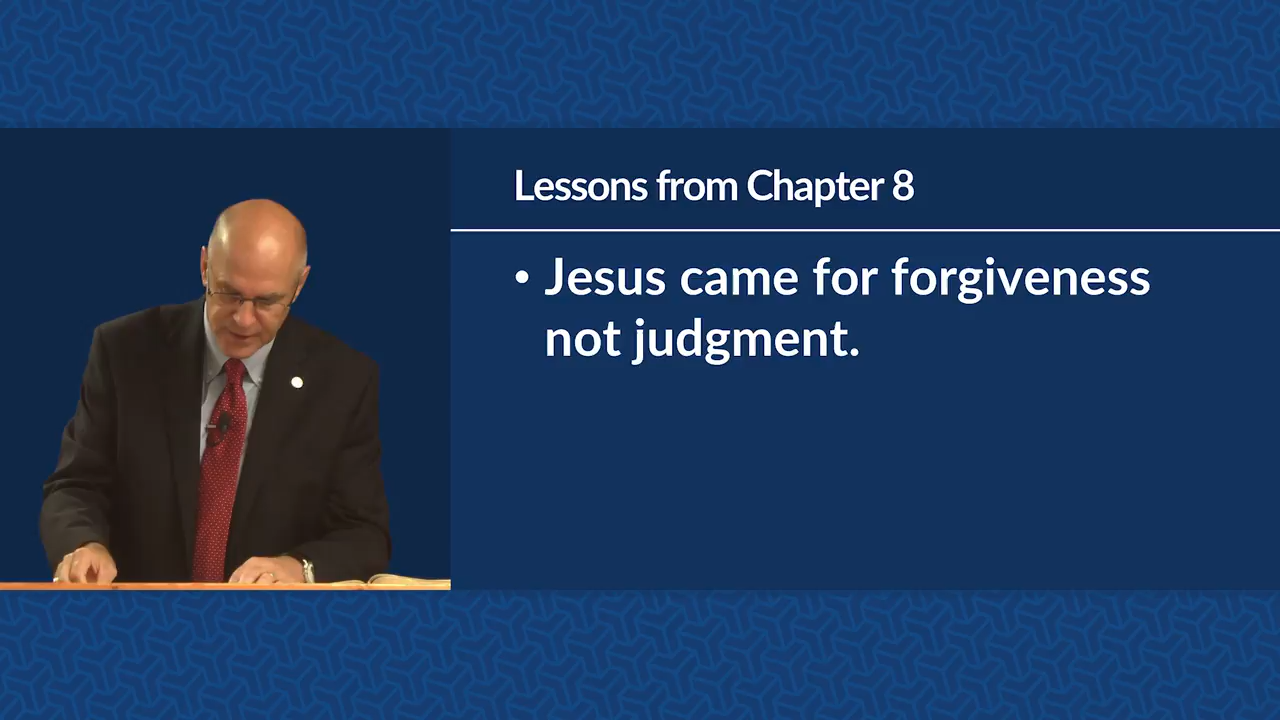 Lessons from Chapter 8
• Jesus came for forgiveness
not judgment.